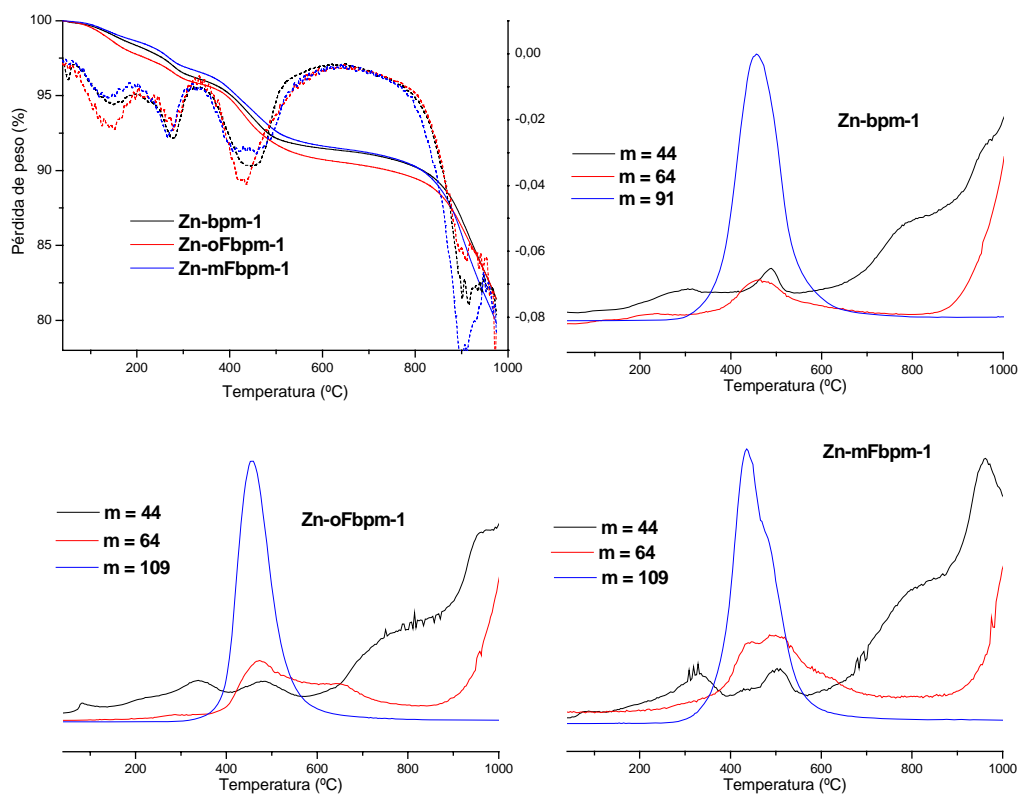 100
95
90
85
80
Pérdida de peso (%)
0,00
-0,02
-0,04
-0,06
-0,08
Zn-bpm-1
Zn-oFbpm-1
Zn-mFbpm-1
200
400
600
800
1000
Temperatura (ºC)
Zn-bpm-1
m = 44
m = 64
m = 91
200
400
600
800
1000
Temperatura (ºC)
Zn-oFbpm-1
m = 44
m = 64
m = 109
200
400
600
800
1000
Temperatura (ºC)
Zn-mFbpm-1
m = 44
m = 64
m = 109
200
400
600
800
1000
Temperatura (ºC)